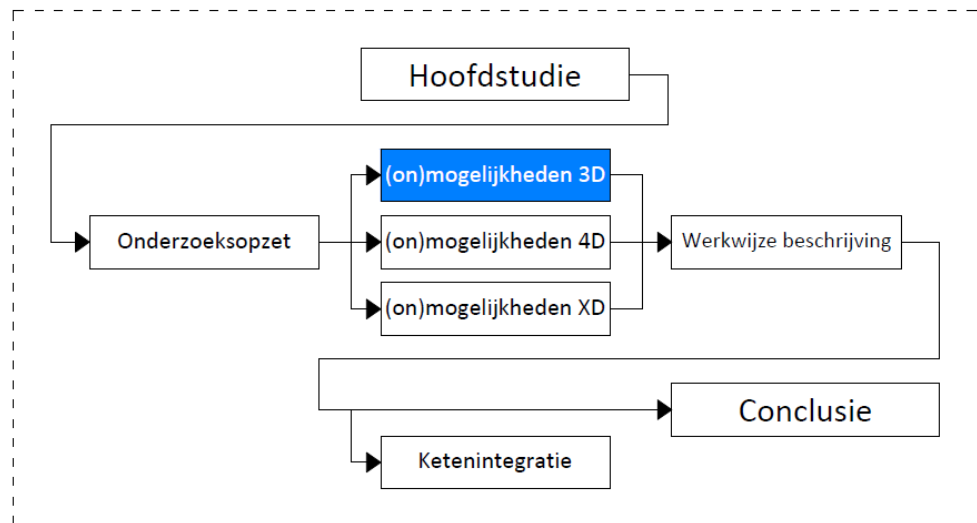 Hoofdstudie
(on)mogelijkheden 3D
Onderzoeksopzet
(on)mogelijkheden 4D
Werkwijze beschrijving
(on)mogelijkheden XD
Conclusie
Ketenintegratie